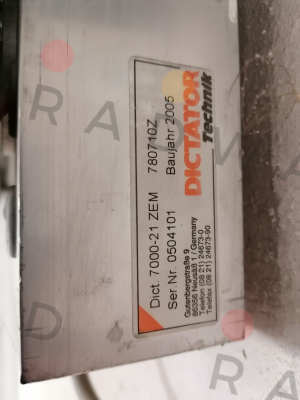 Dict. 7000-21 ZEM 780710Z
Ser.Nr. 0504101 Baujahr 2005
DICTATOR
Technik
Gutenbergstraße 9
86356 Neusäß 1 / Germany
Telefon (08 21) 24673-0
Telefax (08 21) 24673-90